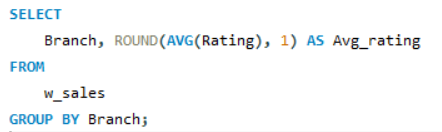 SELECT
Branch, ROUND(AVG(Rating), 1) AS Avg_rating
FROM
w_sales
GROUP BY Branch;